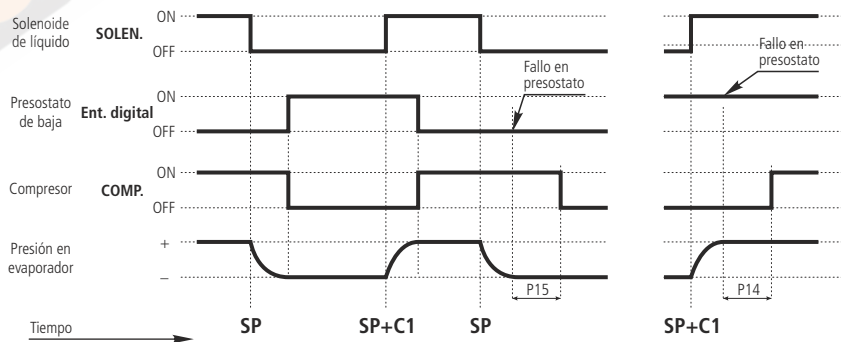 Solenoide
de líquido
SOLEN.
ON
OFF
Fallo en
presostato
Fallo en
presostato
Presostato
de baja
Ent. digital
ON
OFF
Compresor
COMP.
ON
OFF
Presión en
evaporador
+
–
P15
P14
Tiempo
SP
SP+C1
SP
SP+C1